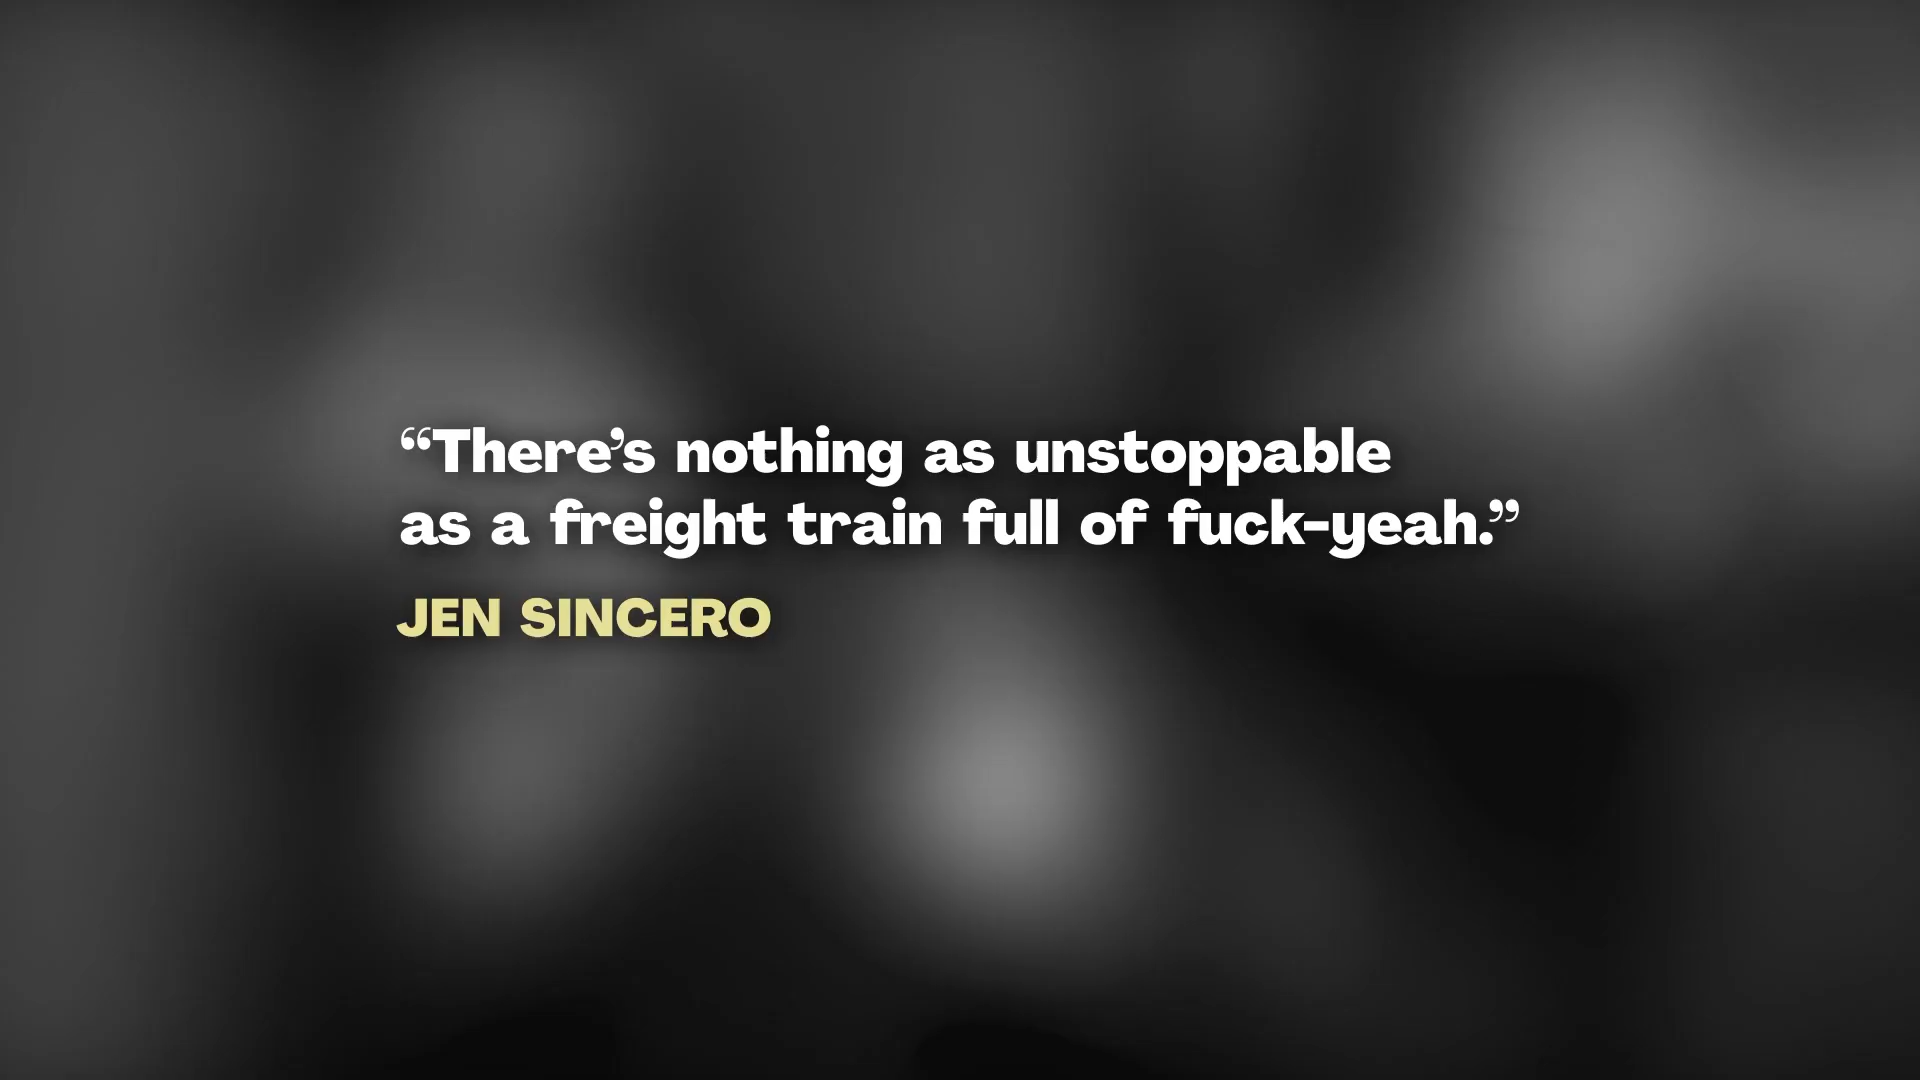 “There’s nothing as unstoppable
as a freight train full of fuck-yeah.”
JEN SINCERO